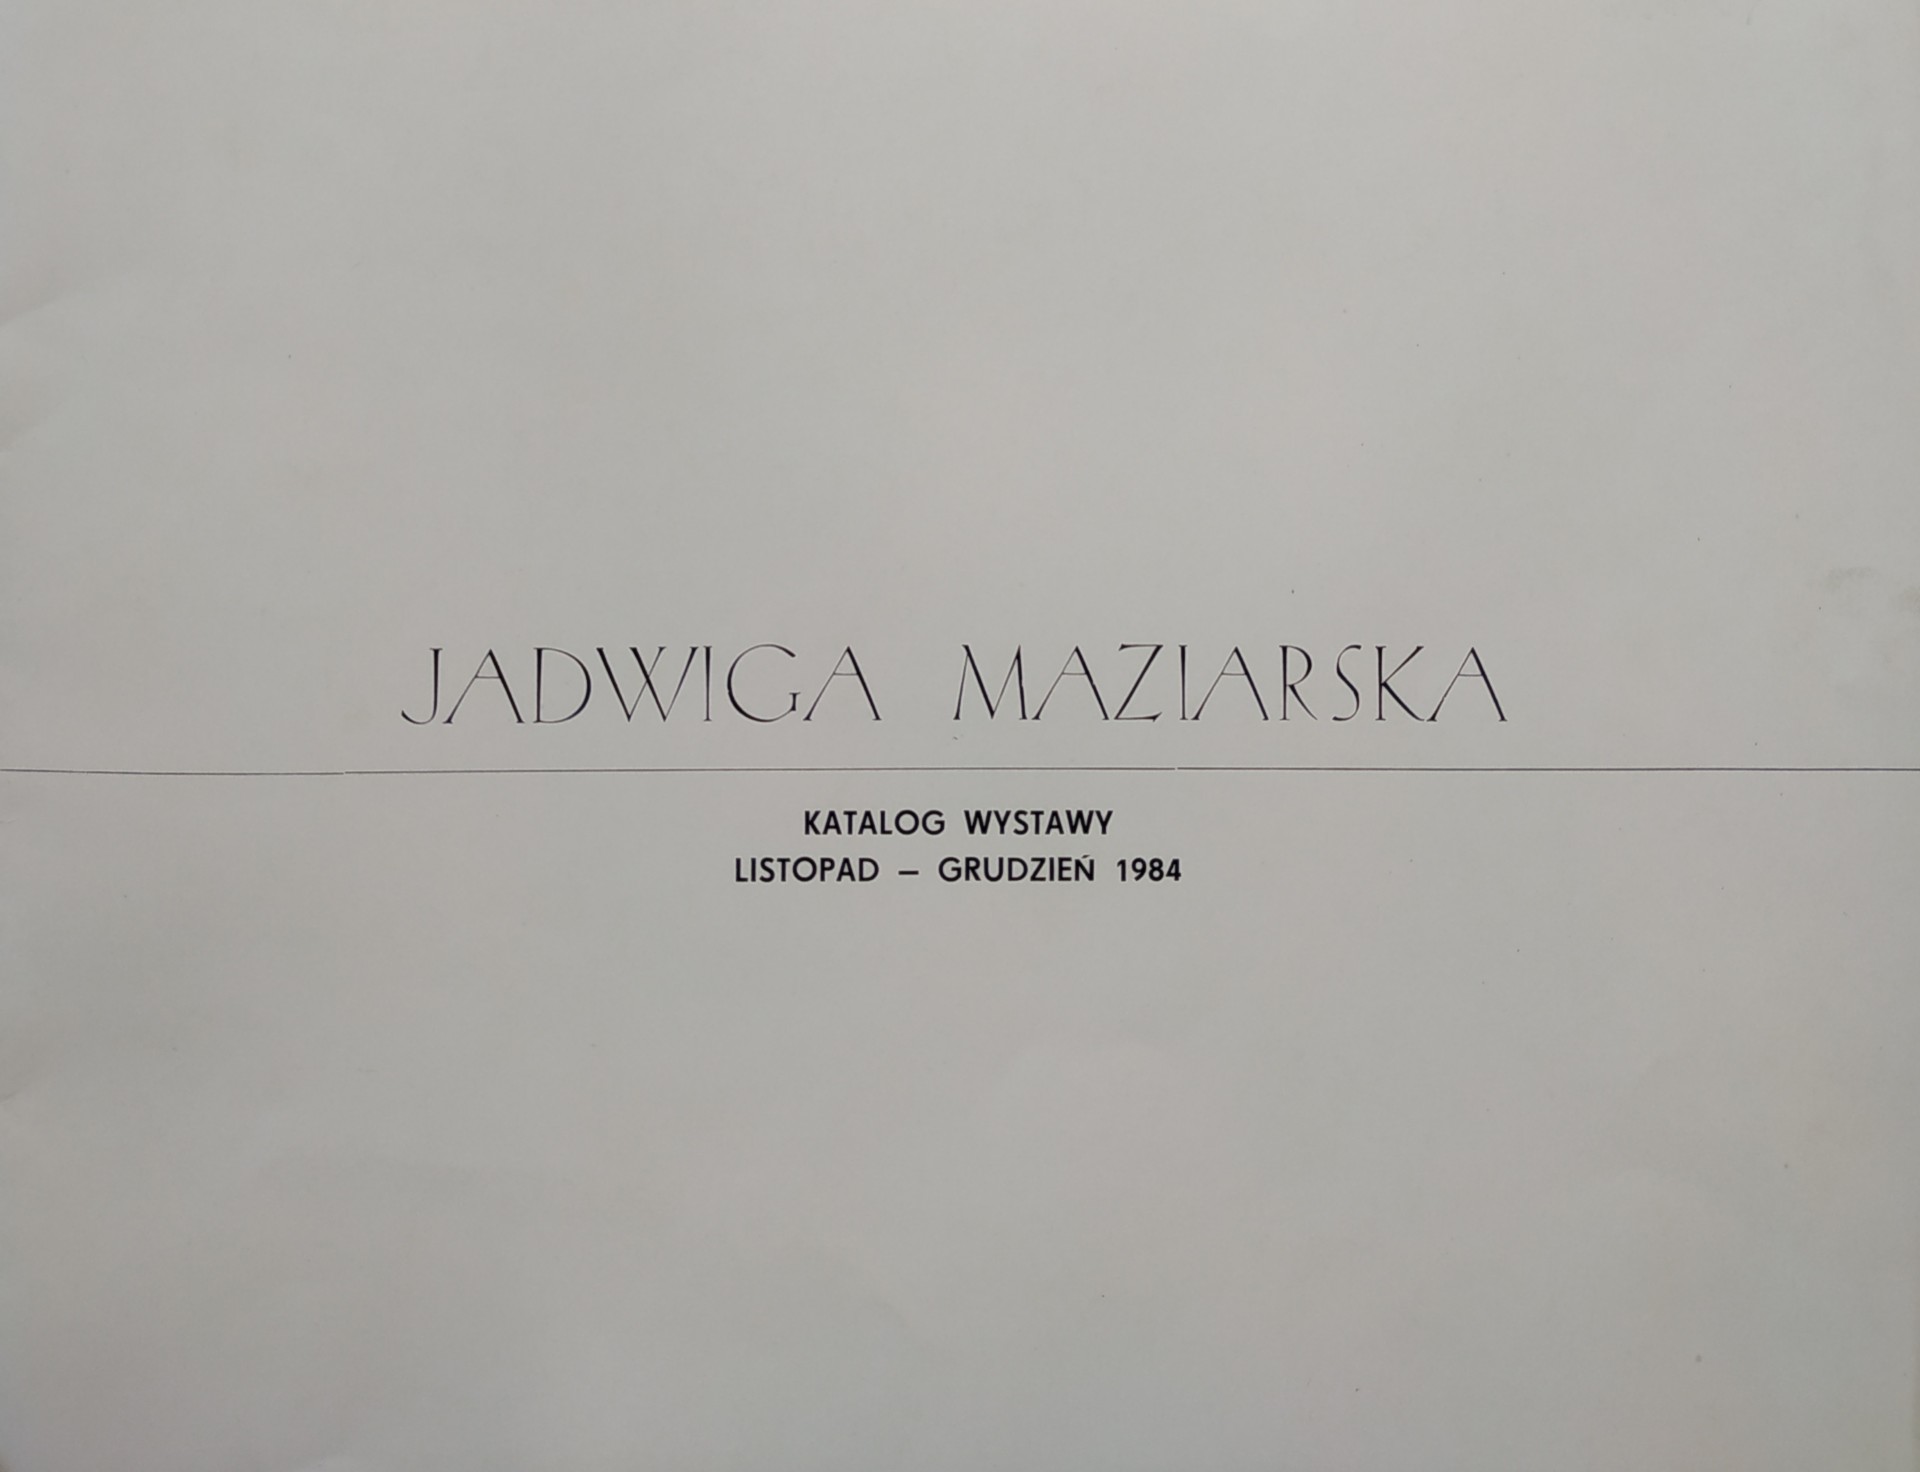 JADWIGA MAZIARSKA
KATALOG WYSTAWY
LISTOPAD – GRUDZIEŃ 1984